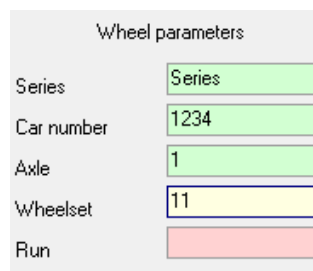 Wheel parameters
Series Series
Car number 1234
Axle 1
Wheelset 11
Run